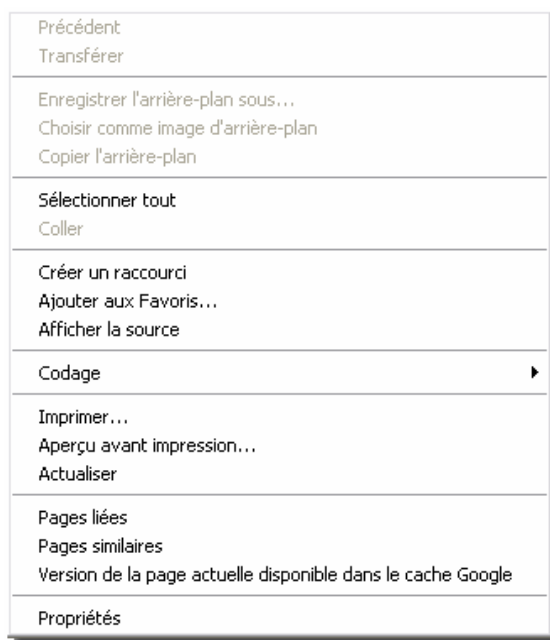 Précédent
Transférer
Enregistrer l'arrière-plan sous...
Choisir comme image d'arrière-plan
Copier l'arrière-plan
Sélectionner tout
Coller
Créer un raccourci
Ajouter aux Favoris...
Afficher la source
Codage
Imprimer...
Aperçu avant impression...
Actualiser
Pages liées
Pages similaires
Version de la page actuelle disponible dans le cache Google
Propriétés